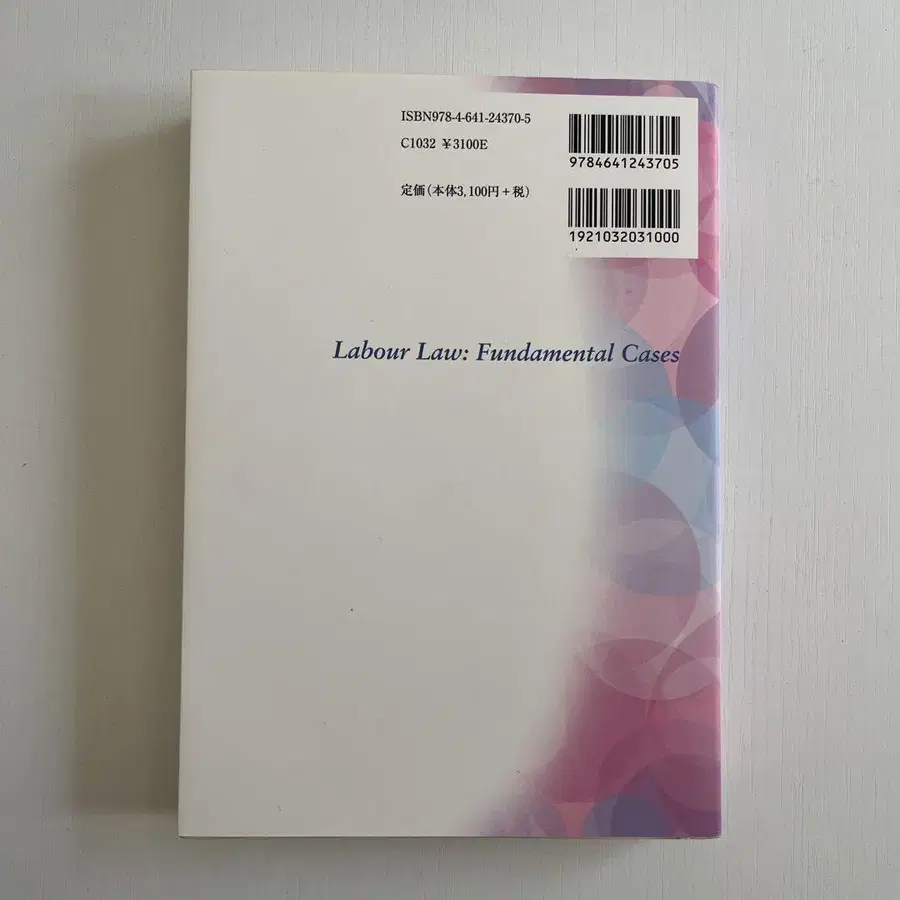 ISBN978-4-641-24370-5
C1032 ¥3100E
定価(本体3,100円+税)
9784641243705
1921032031000
Labour Law: Fundamental Cases